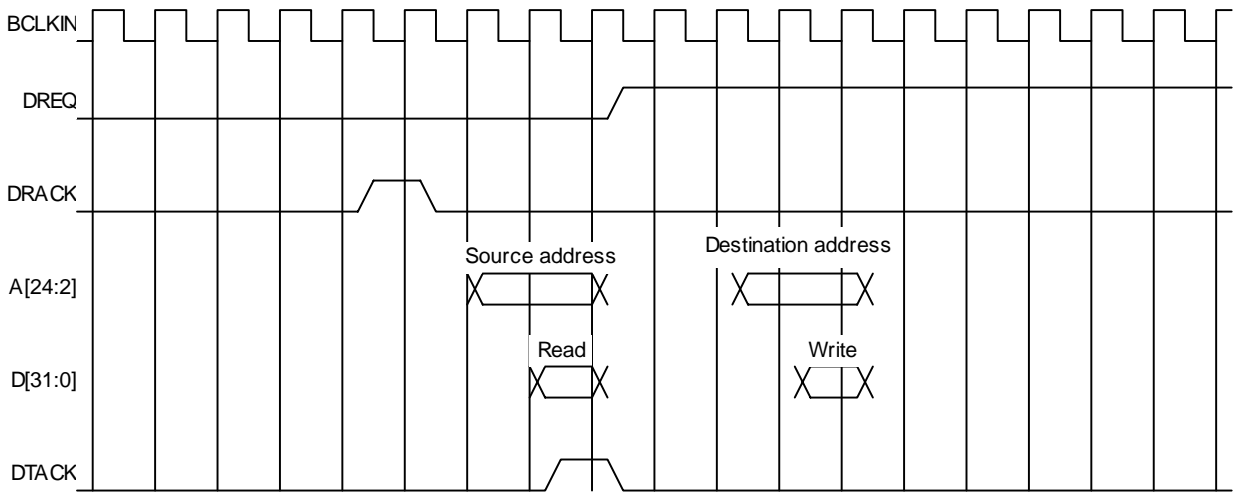 BCLKIN
DREQ
DRACK
Source address
Destination address
A[24:2]
Read
Write
D[31:0]
DTACK